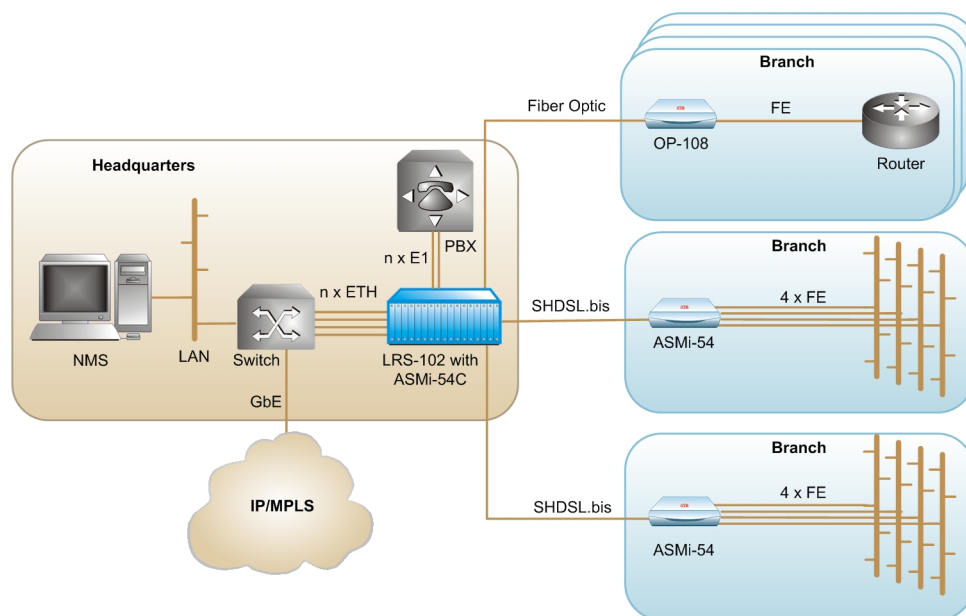 Branch
Fiber Optic
FE
OP-108
Router
Headquarters
PBX
n x E1
n x ETH
NMS
LAN
Switch
LRS-102 with
ASMi-54C
GbE
IP/MPLS
Branch
SHDSL.bis
4 x FE
ASMi-54
Branch
SHDSL.bis
4 x FE
ASMi-54